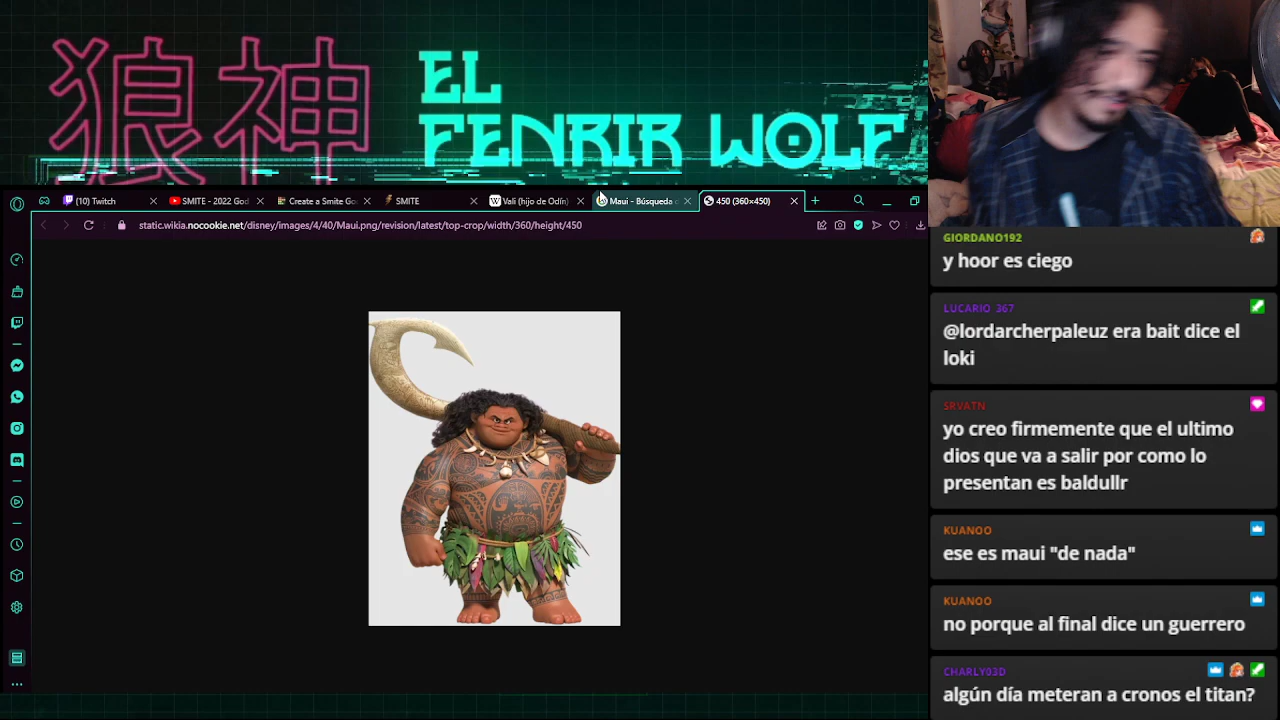 狼神
EL
FENRIR WOLF
(10) Twitch
SMITE - 2022 God
Create a Smite Go
SMITE
Vali (hijo de Odín)
Maui - Búsqueda
450 (360×450)
static.wikia.nocookie.net/disney/images/4/40/Maui.png/revision/latest/top-crop/width/360/height/450
GIORDANO192
y hoor es ciego
LUCARIO_367
@lordarcherpaleuz era bait dice el
loki
SRVATN
yo creo firmemente que el ultimo
dios que va a salir por como lo
presentan es baldullr
KUANOO
ese es maui "de nada"
KUANOO
no porque al final dice un guerrero
CHARLY03D
algún día meteran a cronos el titan?